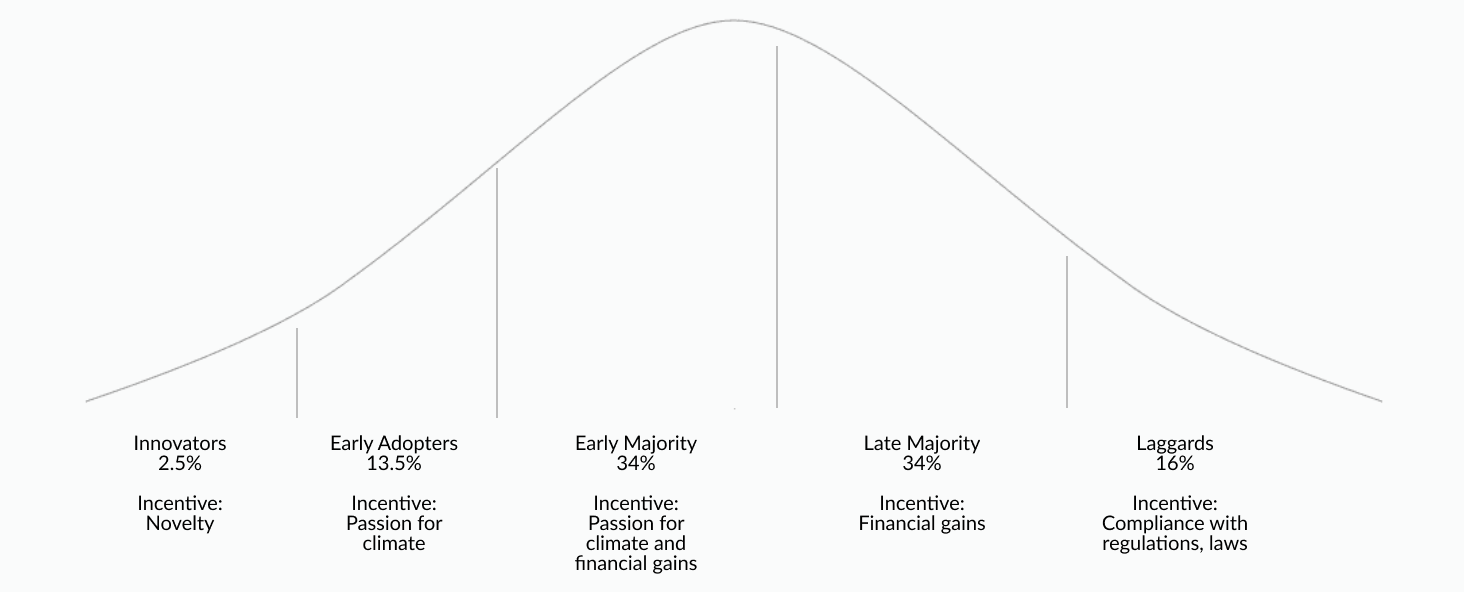 Innovators
2.5%
Incentive:
Novelty
Early Adopters
13.5%
Incentive:
Passion for
climate
Early Majority
34%
Incentive:
Passion for
climate and
financial gains
Late Majority
34%
Incentive:
Financial gains
Laggards
16%
Incentive:
Compliance with
regulations, laws